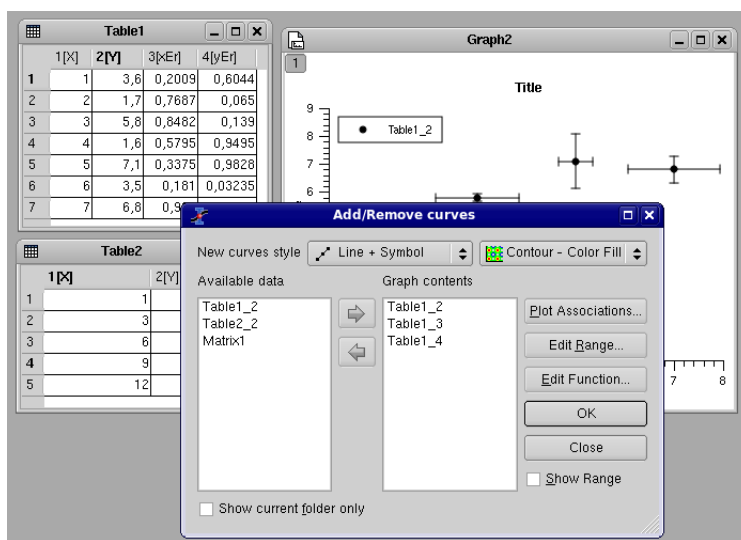 Table1
1[X] 2[Y] 3[xEr] 4[yEr]
1 1 3,6 0,2009 0,6044
2 2 1,7 0,7687 0,065
3 3 5,8 0,8482 0,139
4 4 1,6 0,5795 0,9495
5 5 7,1 0,3375 0,9828
6 6 3,5 0,181 0,03235
7 7 6,8
Graph2
1
Title
Table1_2
9
8
7
6
7 8
Table2
1[X] 2[Y]
1 1
2 3
3 6
4 9
5 12
Add/Remove curves
New curves style Line + Symbol Contour - Color Fill
Available data Graph contents
Table1_2 Table1_2
Table2_2 Table1_3
Matrix1 Table1_4
Plot Associations...
Edit Range...
Edit Function...
OK
Close
Show Range
Show current folder only